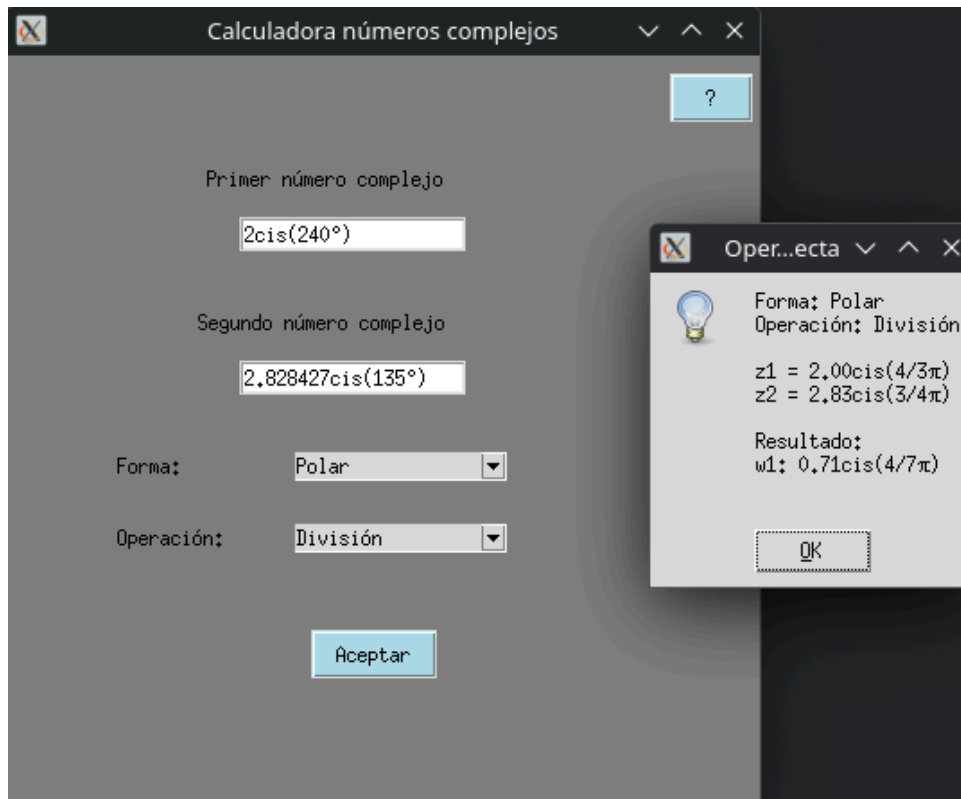 Calculadora números complejos
?
Primer número complejo
2cis(240°)
Segundo número complejo
2.828427cis(135°)
Forma: Polar
Operación: División
Aceptar
Oper...ecta
Forma: Polar
Operación: División
z1 = 2.00cis(4/3π)
z2 = 2.83cis(3/4π)
Resultado:
w1: 0.71cis(4/7π)
OK